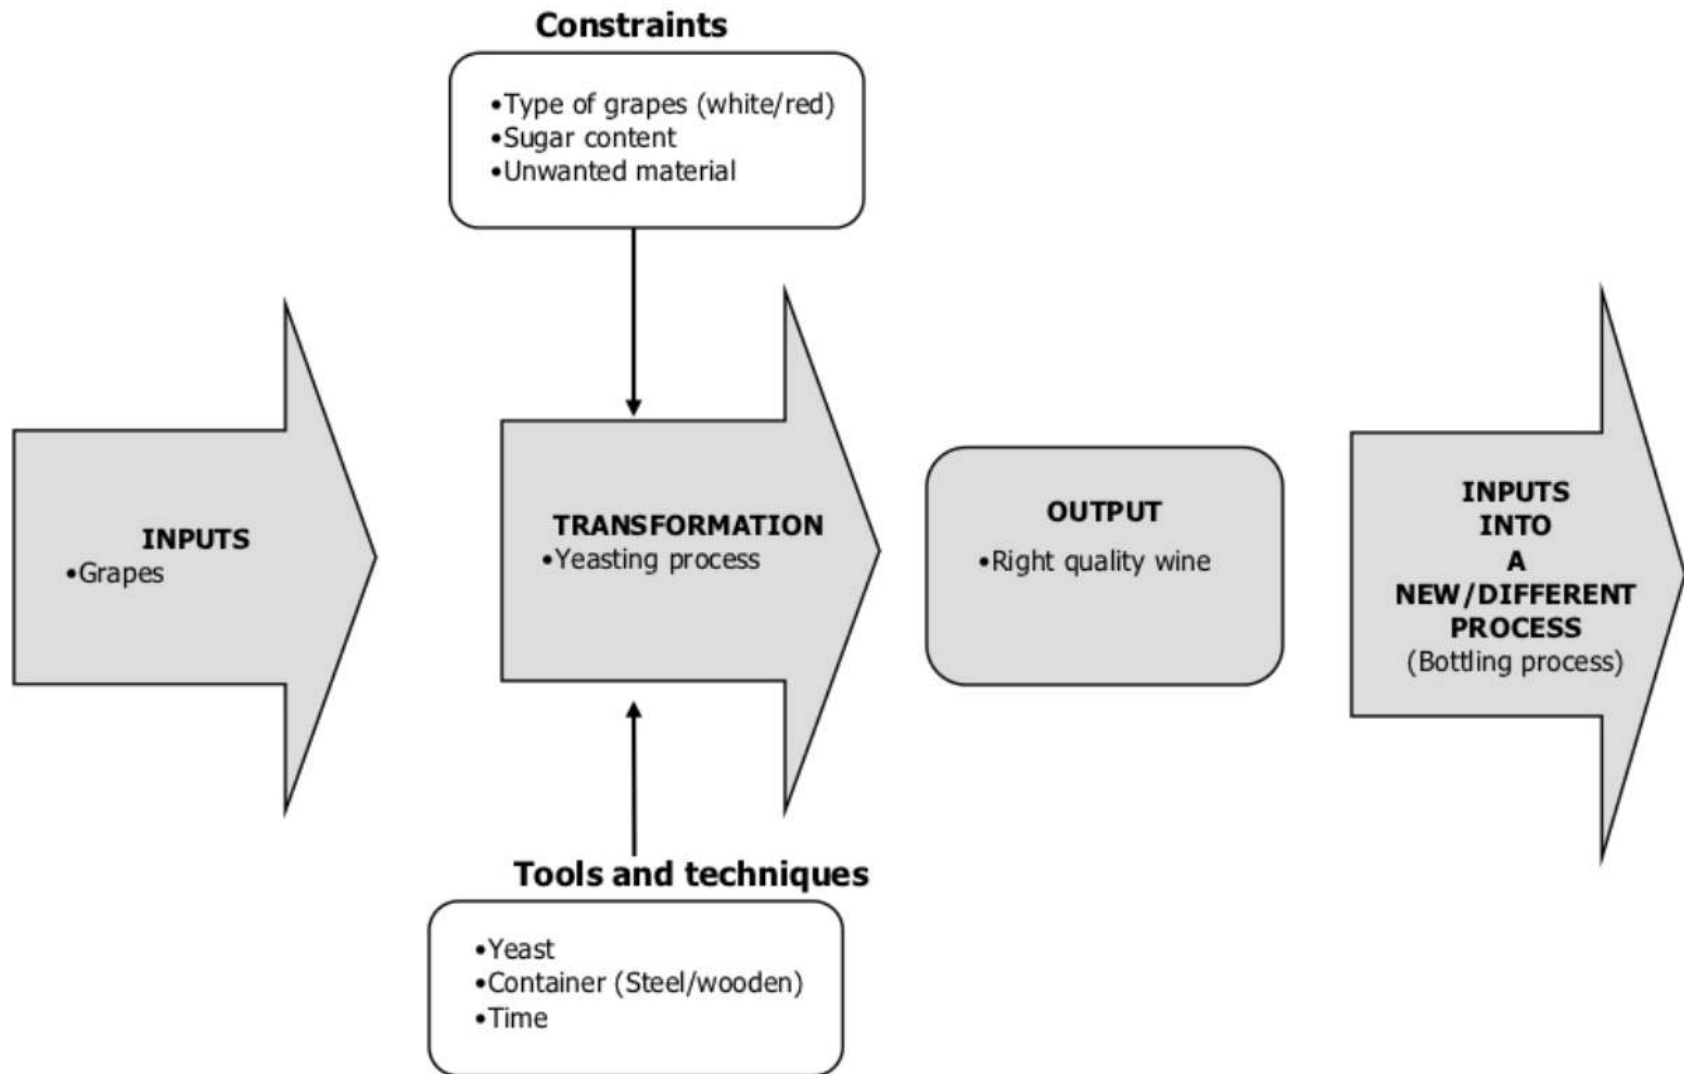 Constraints
•Type of grapes (white/red)
•Sugar content
•Unwanted material
INPUTS
•Grapes
TRANSFORMATION
•Yeasting process
OUTPUT
•Right quality wine
INPUTS
INTO
A
NEW/DIFFERENT
PROCESS
(Bottling process)
Tools and techniques
•Yeast
•Container (Steel/wooden)
•Time